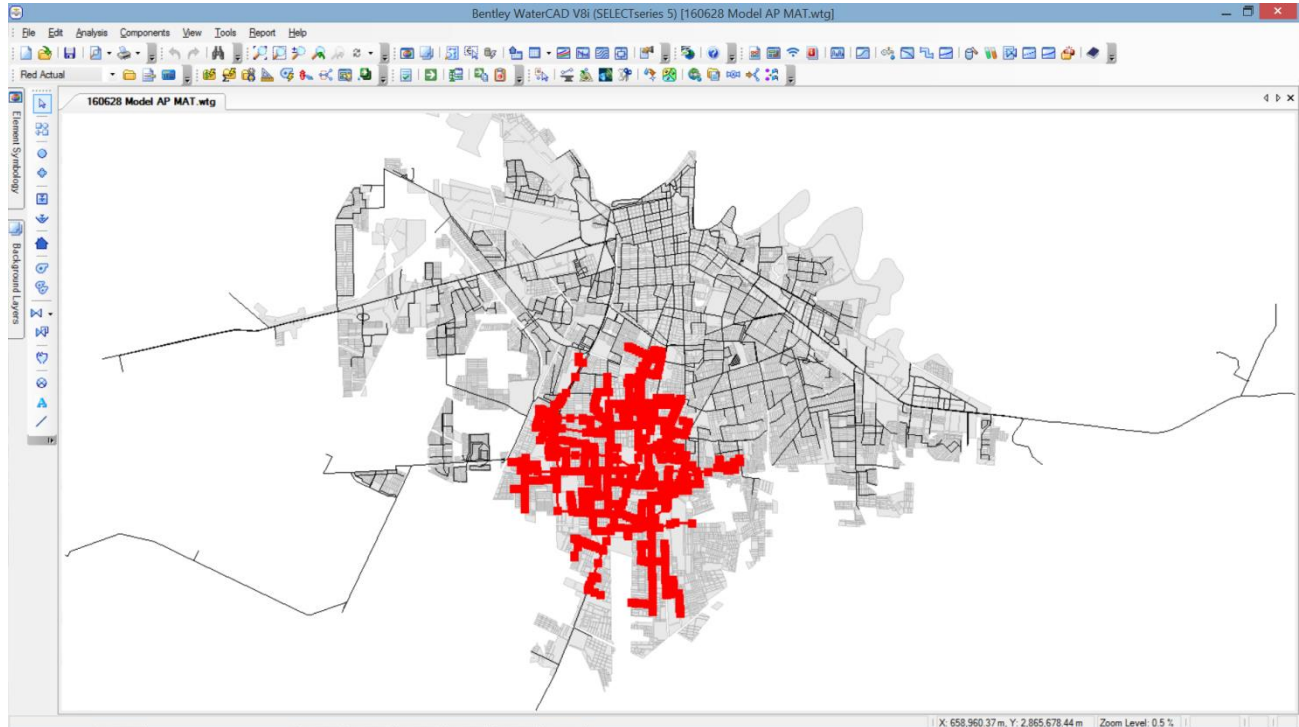 Bentley WaterCAD V8i (SELECTseries 5) [160628 Model AP MAT.wtg]
File Edit Analysis Components View Tools Report Help
Red Actual
160628 Model AP MAT.wtg
Element Symbology
Background Layers
X: 658,960.37 m, Y: 2,865,678.44 m Zoom Level: 0.5 %